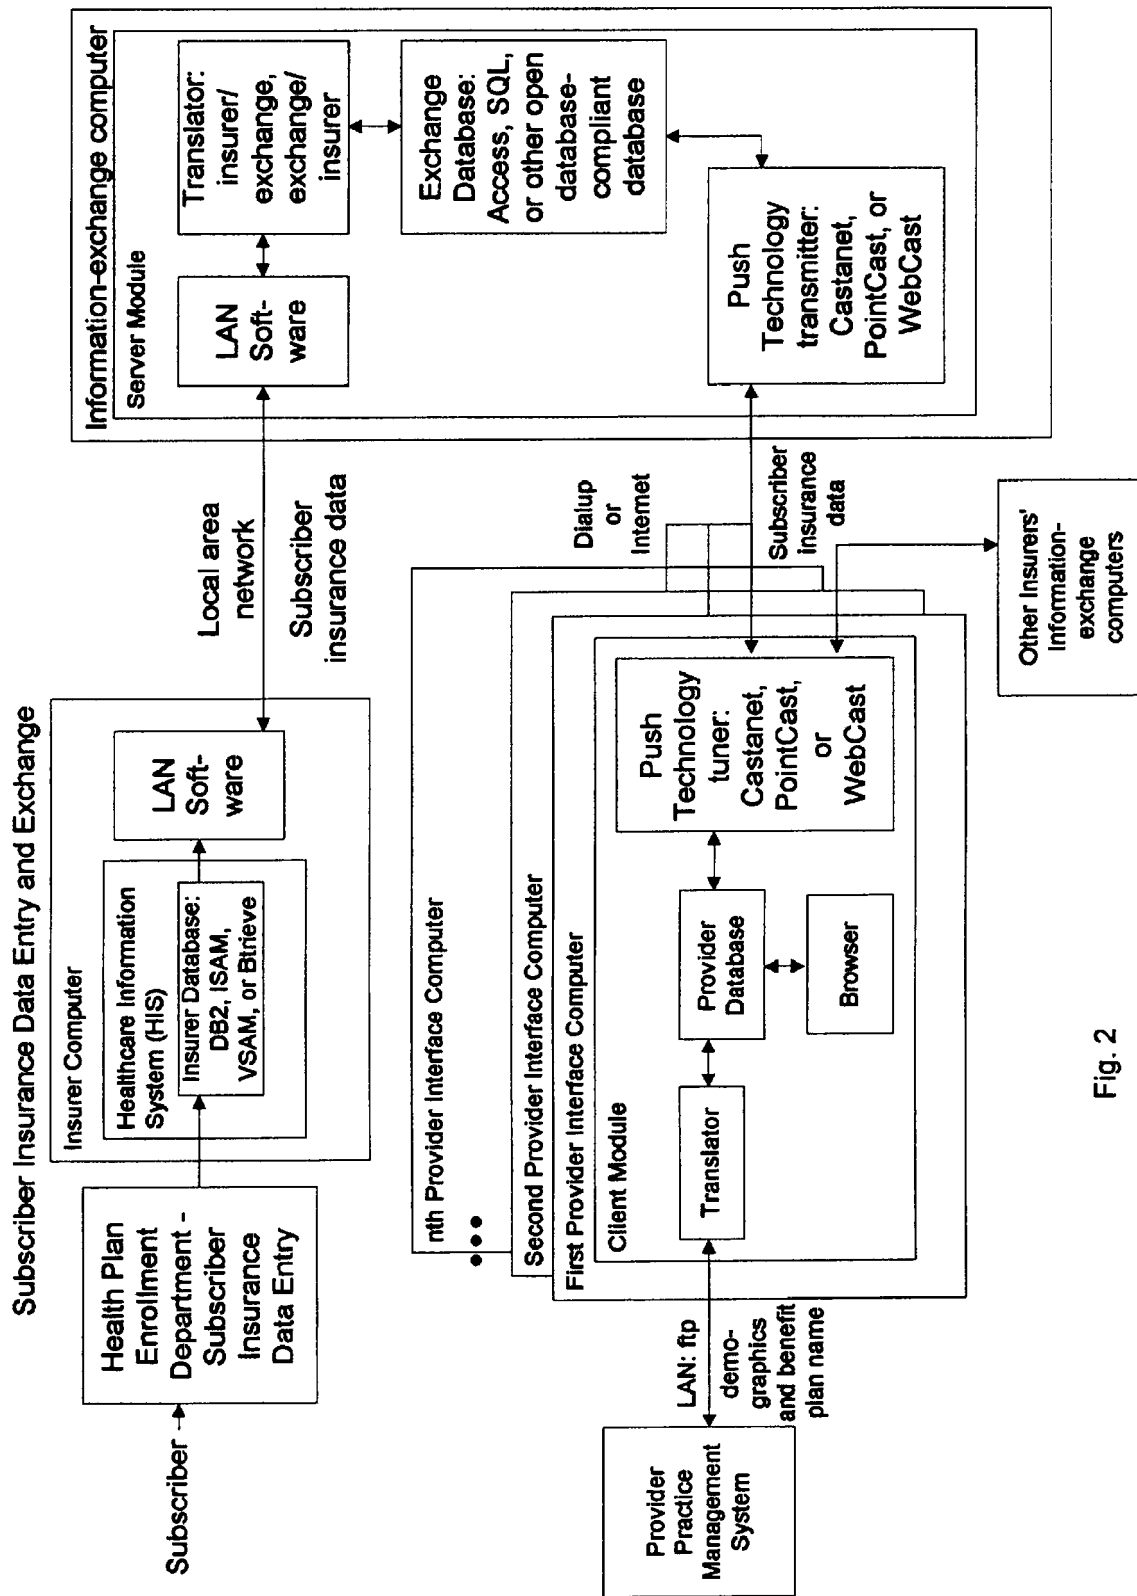 Subscriber Insurance Data Entry and Exchange
Subscriber
Health Plan
Enrollment
Department -
Subscriber
Insurance
Data Entry
Insurer Computer
Healthcare Information
System (HIS)
Insurer Database:
DB2, ISAM,
VSAM, or Btrieve
LAN
Soft-
ware
Local area
network
Subscriber
insurance data
Information-exchange computer
Server Module
LAN
Soft-
ware
Translator:
insurer/
exchange,
exchange/
insurer
Exchange
Database:
Access, SQL,
or other open
database-
compliant
database
Push
Technology
transmitter:
Castanet,
PointCast, or
WebCast
Dialup
or
Internet
Subscriber
insurance
data
nth Provider Interface Computer
Second Provider Interface Computer
First Provider Interface Computer
Client Module
Translator
Provider
Database
Browser
Push
Technology
tuner:
Castanet,
PointCast,
or
WebCast
LAN: ftp
demo-
graphics
and benefit
plan name
Provider
Practice
Management
System
Other Insurers'
Information-
exchange
computers
Fig. 2